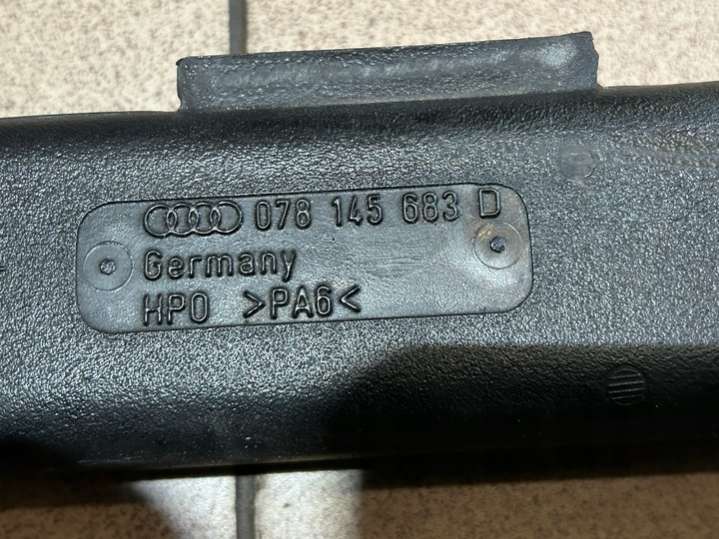 078 145 683 D
Germany
HPO >PA6<